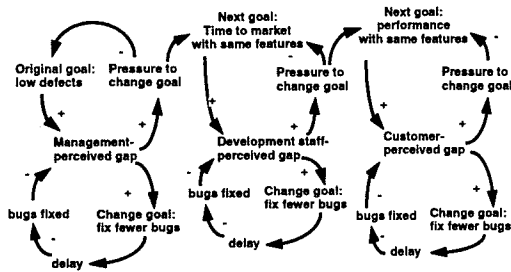 Next goal:
Time to market
with same features
Next goal:
performance
with same features
Original goal:
low defects
Pressure to
change goal
Pressure to
change goal
Pressure to
change goal
-
-
-
+
+
+
+
+
+
Management-
perceived gap
Development staff-
perceived gap
Customer-
perceived gap
-
+
-
+
-
+
bugs fixed
Change goal:
fix fewer bugs
bugs fixed
Change goal:
fix fewer bugs
bugs fixed
Change goal:
fix fewer bugs
-
-
-
delay
delay
delay